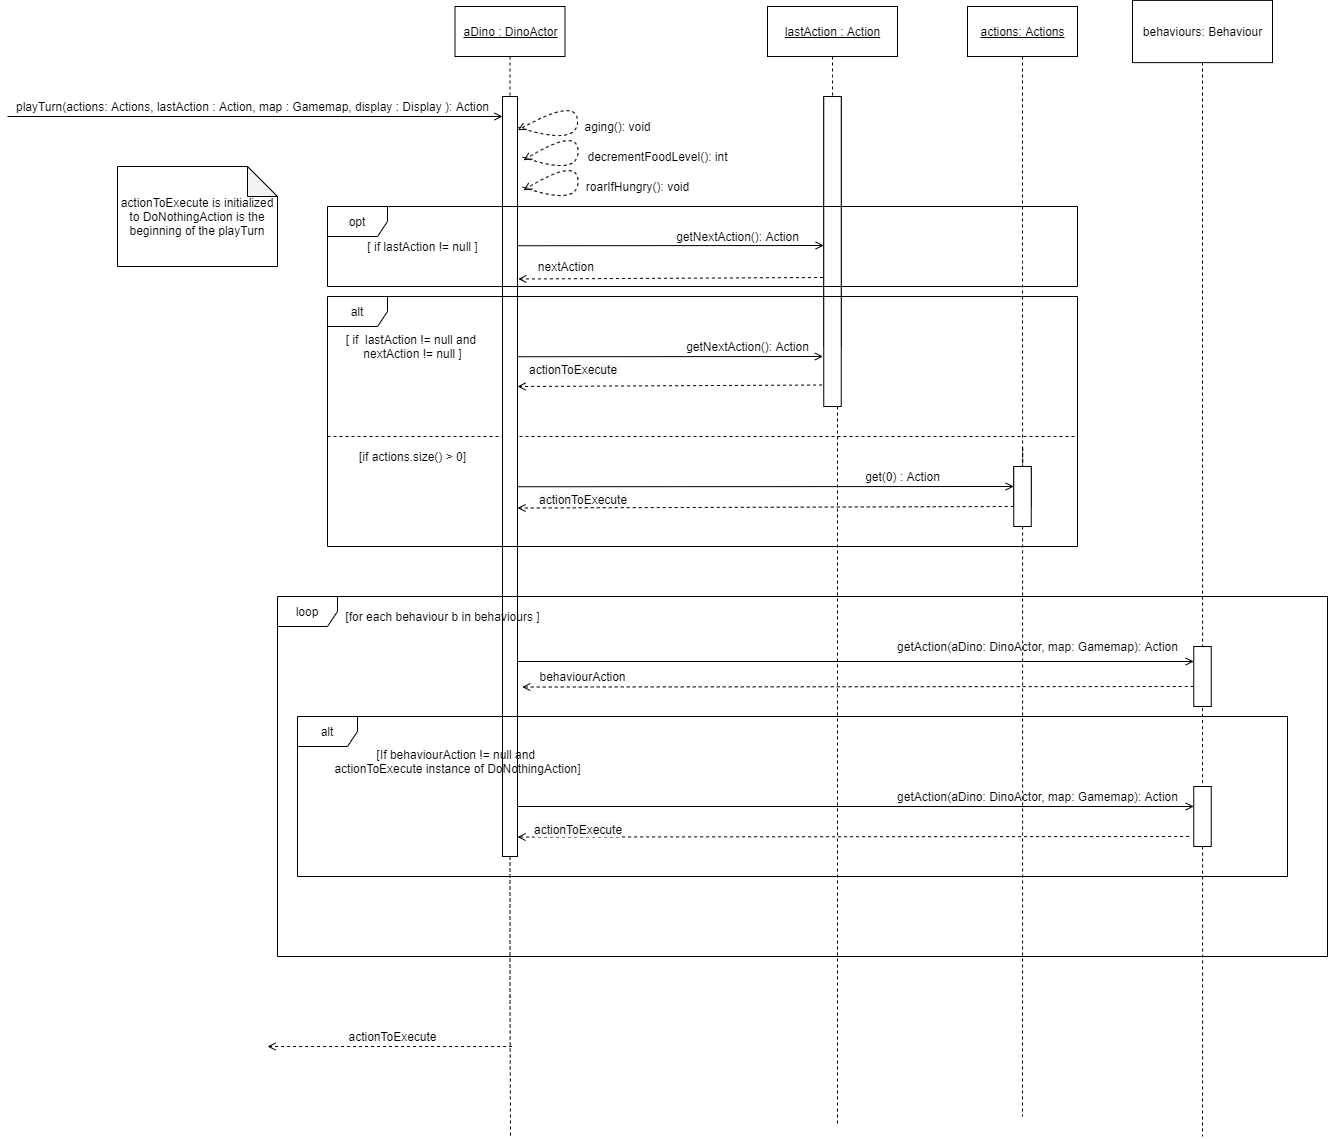 aDino : DinoActor
lastAction : Action
actions: Actions
behaviours: Behaviour
playTurn(actions: Actions, lastAction : Action, map : Gamemap, display : Display ): Action
aging(): void
decrementFoodLevel(): int
roarIfHungry(): void
actionToExecute is initialized
to DoNothingAction is the
beginning of the playTurn
opt
[ if lastAction != null ]
getNextAction(): Action
nextAction
alt
[ if  lastAction != null and
nextAction != null ]
getNextAction(): Action
actionToExecute
[if actions.size() > 0]
get(0) : Action
actionToExecute
loop
[for each behaviour b in behaviours ]
getAction(aDino: DinoActor, map: Gamemap): Action
behaviourAction
alt
[If behaviourAction != null and
actionToExecute instance of DoNothingAction]
getAction(aDino: DinoActor, map: Gamemap): Action
actionToExecute
actionToExecute